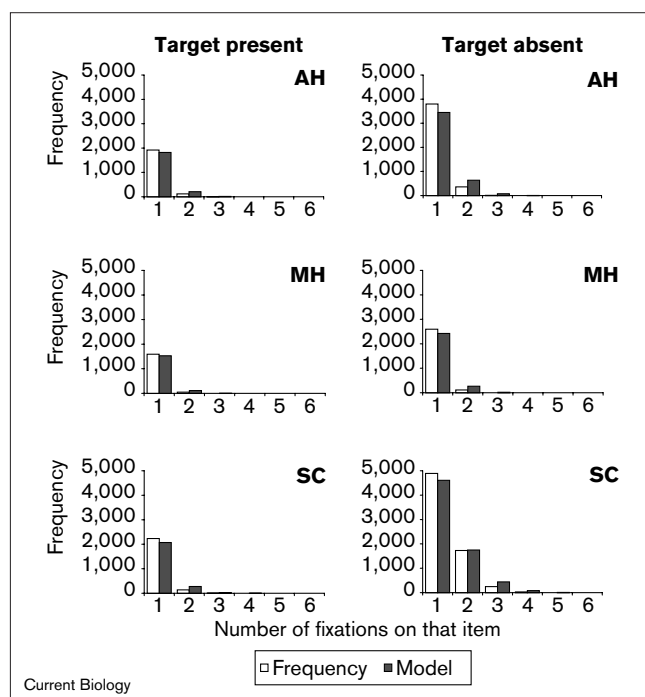 Target present
Target absent
Frequency
5,000
4,000
3,000
2,000
1,000
0
AH
1 2 3 4 5 6
5,000
4,000
3,000
2,000
1,000
0
AH
1 2 3 4 5 6
Frequency
5,000
4,000
3,000
2,000
1,000
0
MH
1 2 3 4 5 6
5,000
4,000
3,000
2,000
1,000
0
MH
1 2 3 4 5 6
Frequency
5,000
4,000
3,000
2,000
1,000
0
SC
1 2 3 4 5 6
5,000
4,000
3,000
2,000
1,000
0
SC
1 2 3 4 5 6
Number of fixations on that item
Frequency Model
Current Biology